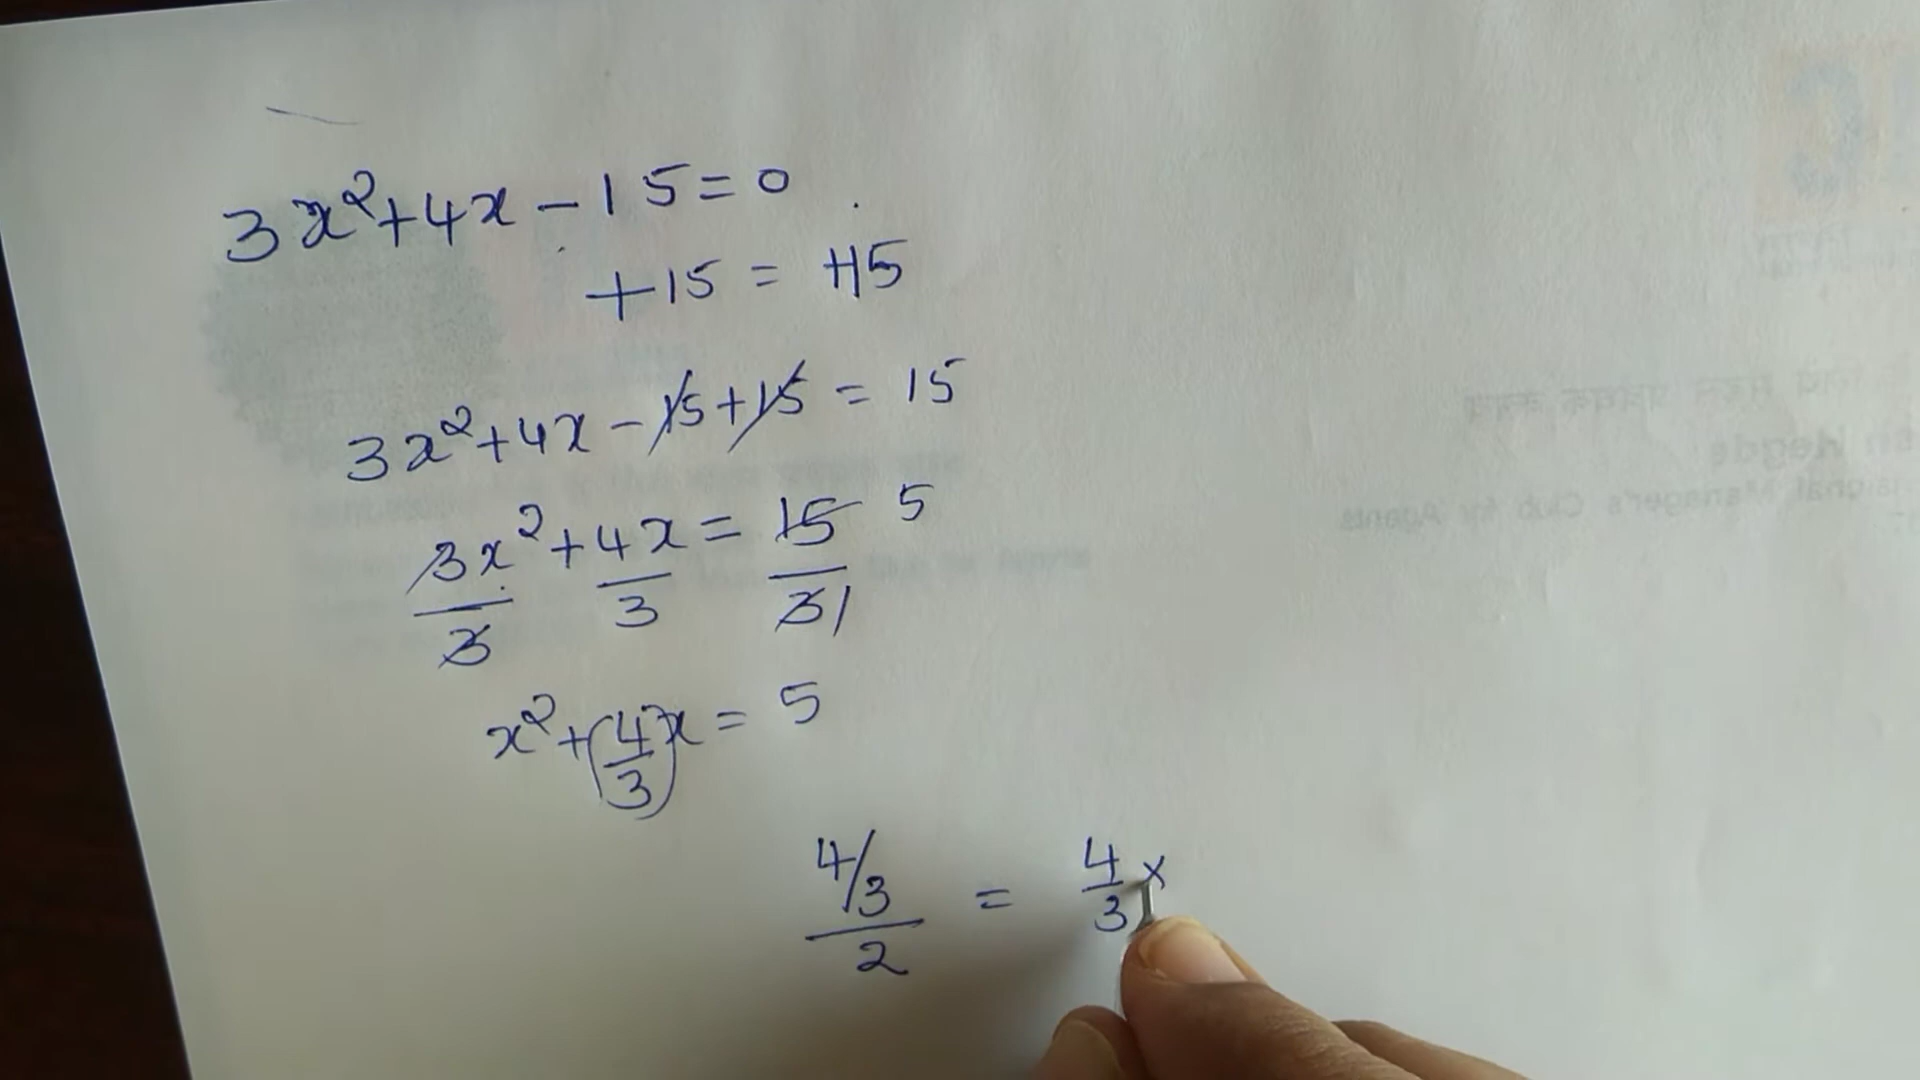 3x²+4x-15=0
+15 = +15
3x²+4x-15+15 = 15
3x²/3 + 4x/3 = 15/3 5 1
x²+(4/3)x = 5
4/3/2 = 4/3 ×